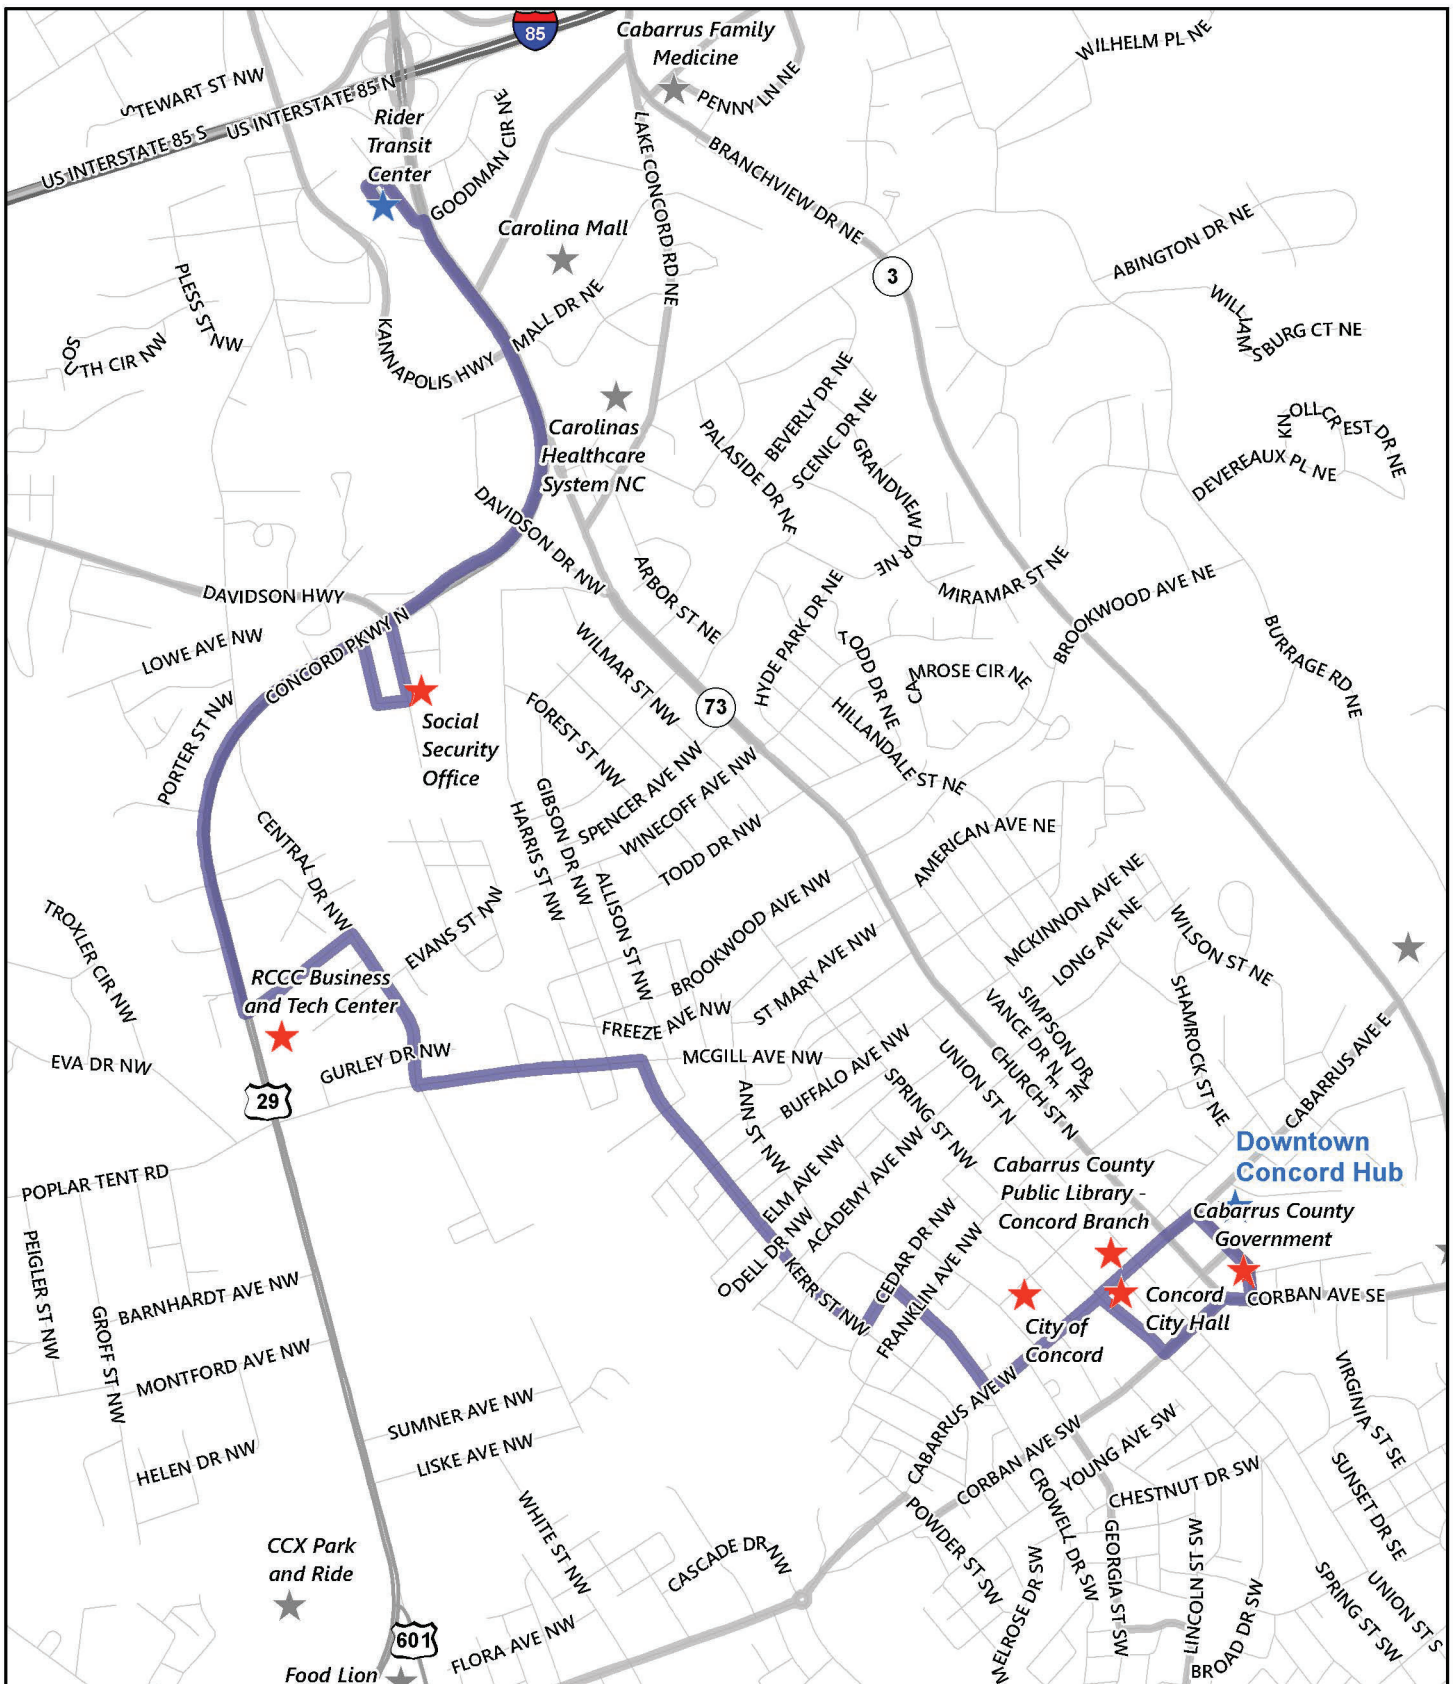 85
Cabarrus Family
Medicine
WILHELM PL NE
STEWART ST NW
US INTERSTATE 85 N
US INTERSTATE 85 S
PENNY LN NE
Rider
Transit
Center
GOODMAN CIR NE
LAKE CONCORD RD NE
BRANCHVIEW DR NE
Carolina Mall
3
ABINGTON DR NE
PLESS ST NW
SOUTH CIR NW
KANNAPOLIS HWY
MALL DR NE
WILLIAMSBURG CT NE
Carolinas
Healthcare
System NC
BEVERLY DR NE
SCENIC DR NE
PALASIDE DR NE
GRANDVIEW DR NE
KNOLLCREST DR NE
DEVEREAUX PL NE
DAVIDSON DR NW
DAVIDSON HWY
ARBOR ST NE
MIRAMAR ST NE
BROOKWOOD AVE NE
LOWE AVE NW
CONCORD PKWY N
HYDE PARK DR NE
TODD DR NE
CAMROSE CIR NE
BURRAGE RD NE
WILMAR ST NW
73
PORTER ST NW
Social
Security
Office
FOREST ST NW
HILLANDALE ST NE
SPENCER AVE NW
WINECOFF AVE NW
TODD DR NW
GIBSON DR NW
HARRIS ST NW
CENTRAL DR NW
AMERICAN AVE NE
ALLISON ST NW
EVANS ST NW
BROOKWOOD AVE NW
MCKINNON AVE NE
LONG AVE NE
WILSON ST NE
TROXLER CIR NW
RCCC Business
and Tech Center
ST MARY AVE NW
FREEZE AVE NW
SHAMROCK ST NE
SIMPSON DR NE
VANCE DR NE
EVA DR NW
GURLEY DR NW
MCGILL AVE NW
BUFFALO AVE NW
UNION ST N
CHURCH ST N
CABARRUS AVE E
29
ANN ST NW
SPRING ST NW
Downtown
Concord Hub
POPLAR TENT RD
ELM AVE NW
ACADEMY AVE NW
ODELL DR NW
Cabarrus County
Public Library -
Concord Branch
Cabarrus County
Government
PEIGLER ST NW
CEDAR DR NW
FRANKLIN AVE NW
KERR ST NW
BARNHARDT AVE NW
GROFF ST NW
CORBAN AVE SE
Concord
City Hall
City of
Concord
MONTFORD AVE NW
CABARRUS AVE W
VIRGINIA ST SE
SUMNER AVE NW
LISKE AVE NW
HELEN DR NW
CORBAN AVE SW
YOUNG AVE SW
CHESTNUT DR SW
SUNSET DR SE
CROWELL DR SW
POWDER ST SW
WHITE ST NW
CASCADE DR NW
GEORGIA ST SW
LINCOLN ST SW
MELROSE DR SW
BROAD DR SW
SPRING ST SW
UNION ST S
CCX Park
and Ride
601
FLORA AVE NW
Food Lion